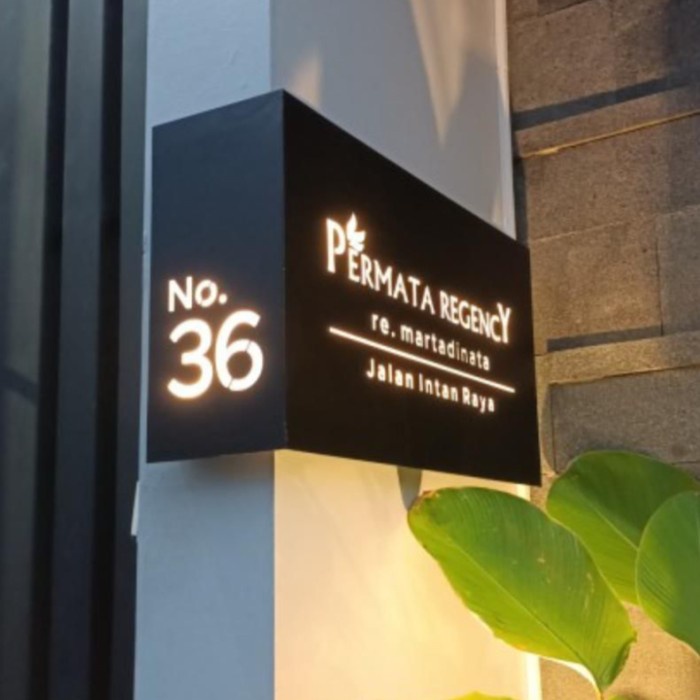 No.
36
PERMATA REGENCY
re. martadinata
Jalan Intan Raya